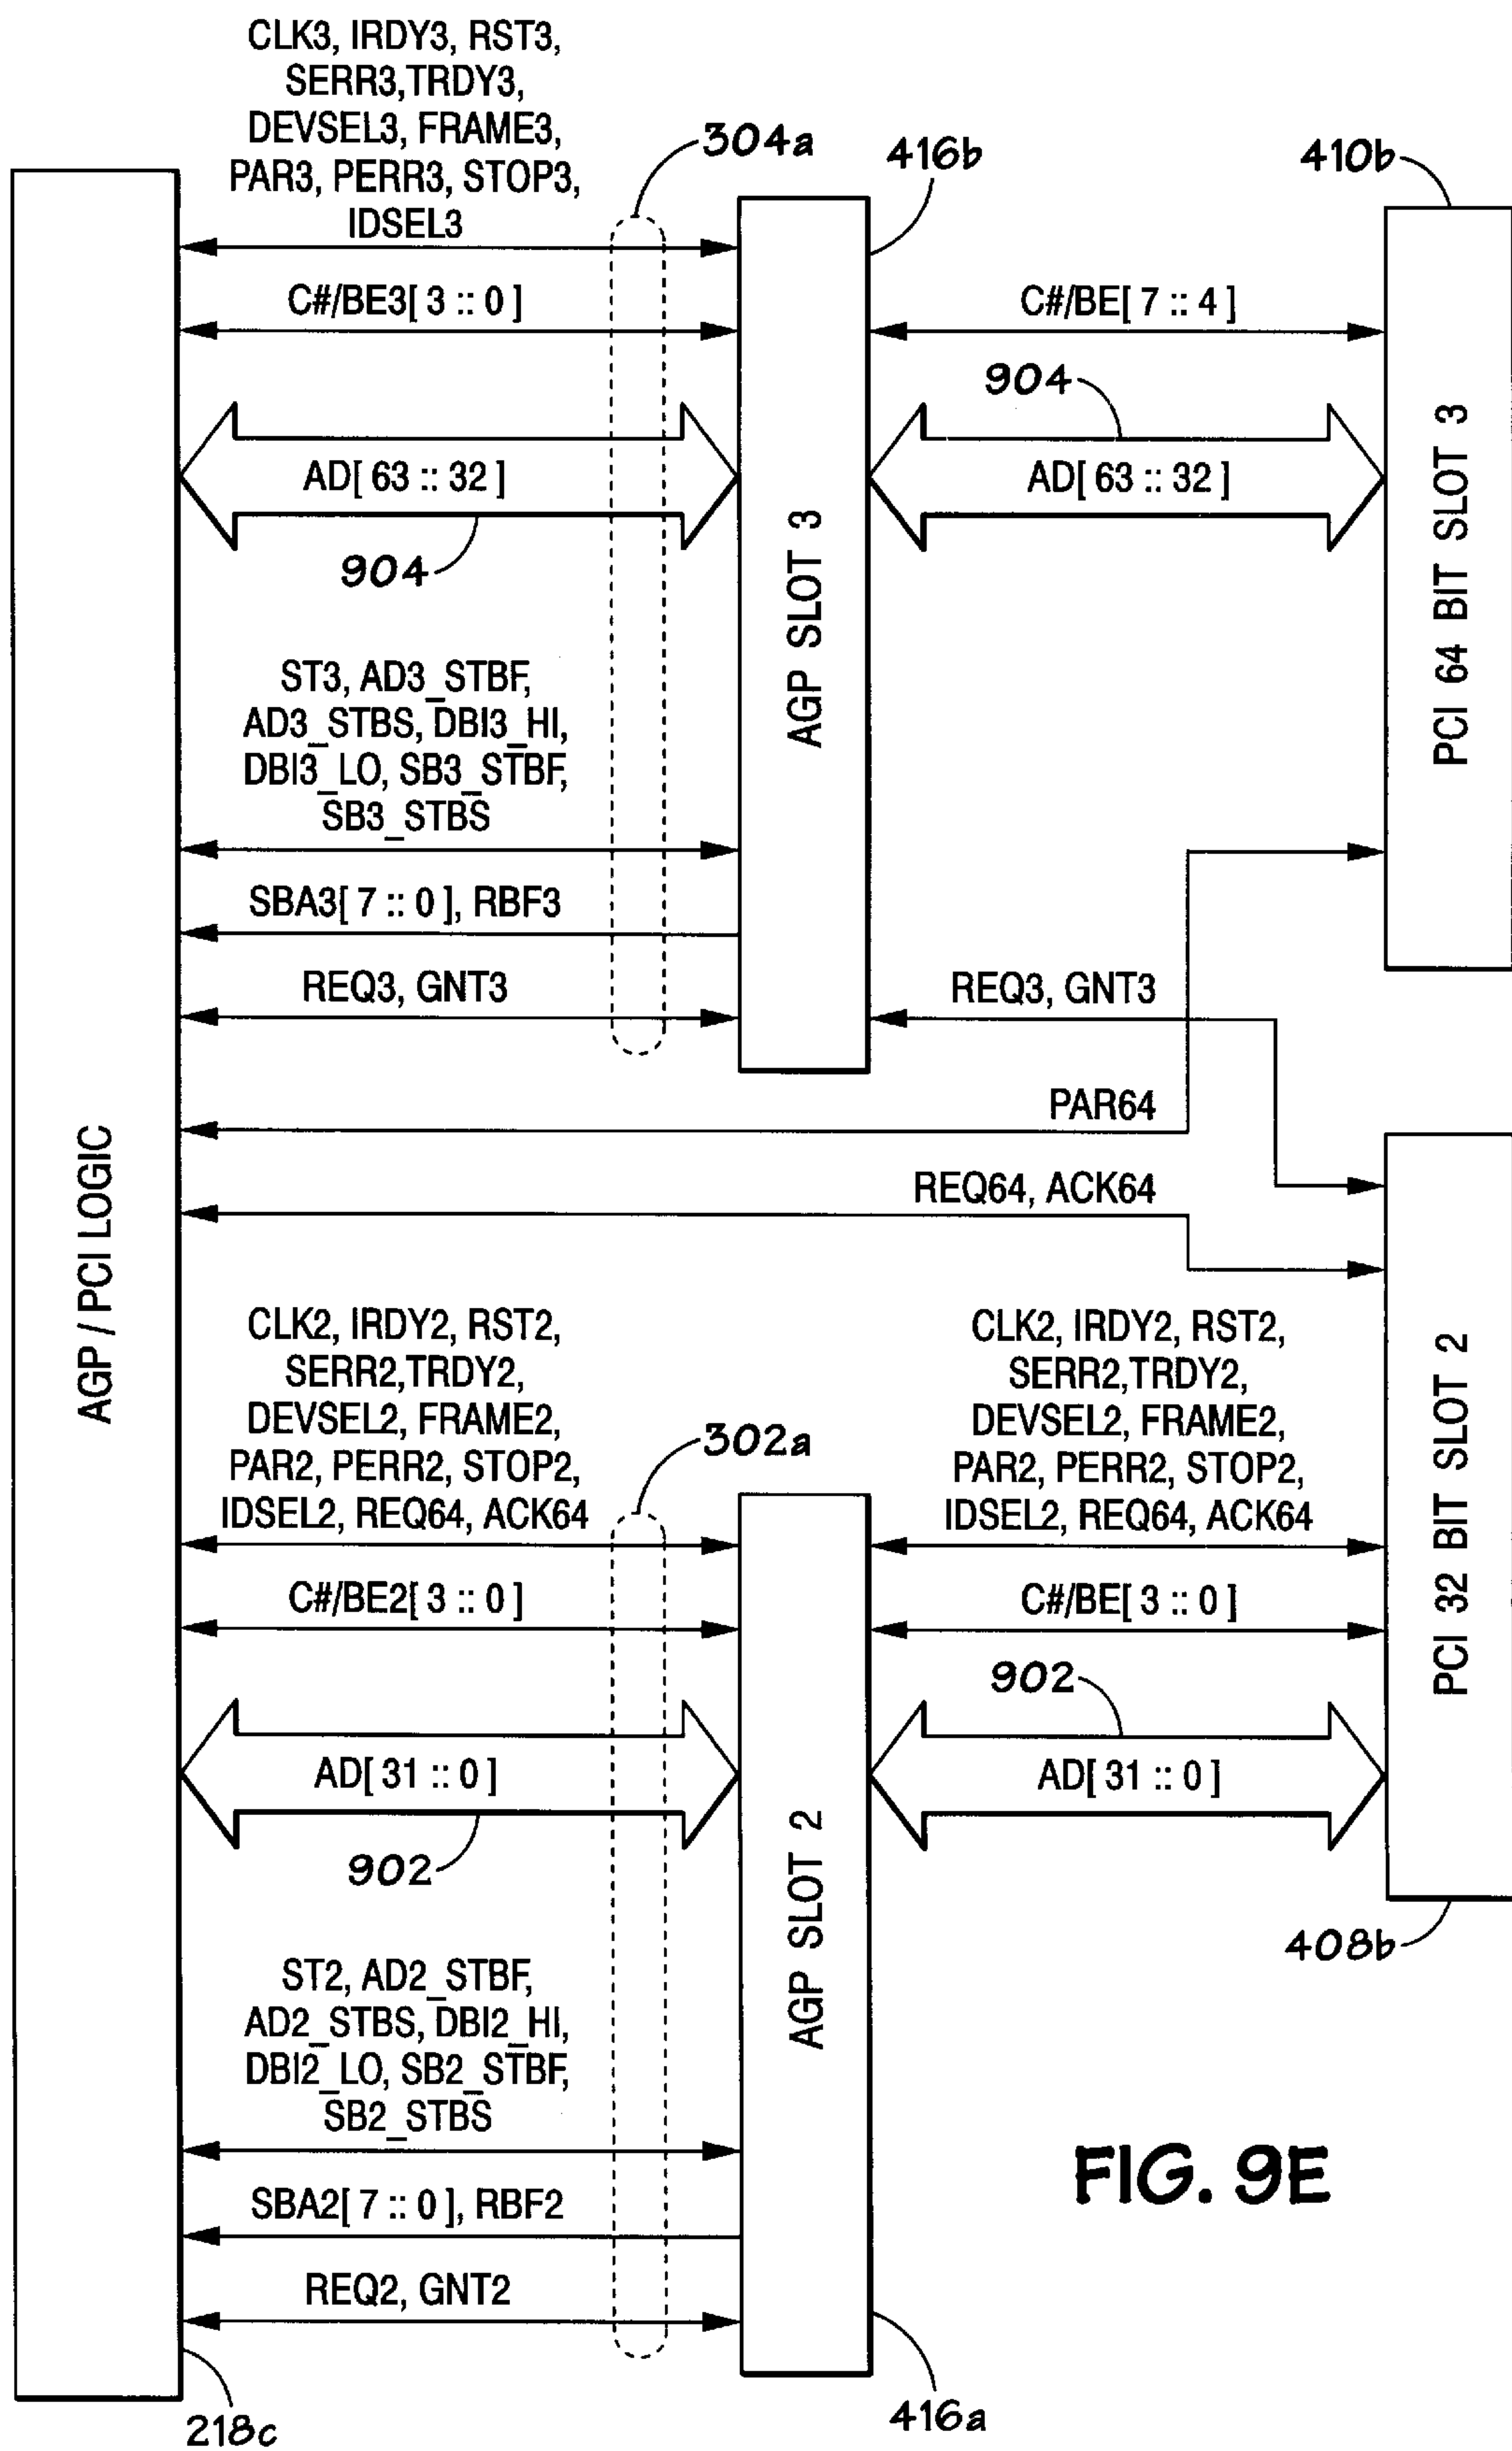 CLK3, IRDY3, RST3,
SERR3,TRDY3,
DEVSEL3, FRAME3,
PAR3, PERR3, STOP3,
IDSEL3
304a
416b
410b
C#/BE3[ 3 :: 0 ]
C#/BE[ 7 :: 4 ]
904
AD[ 63 :: 32 ]
AD[ 63 :: 32 ]
904
AGP SLOT 3
PCI 64 BIT SLOT 3
ST3, AD3_STBF,
AD3_STBS, DBI3_HI,
DBI3_LO, SB3_STBF,
SB3_STBS
SBA3[ 7 :: 0 ], RBF3
REQ3, GNT3
REQ3, GNT3
PAR64
REQ64, ACK64
AGP / PCI LOGIC
CLK2, IRDY2, RST2,
SERR2,TRDY2,
DEVSEL2, FRAME2,
PAR2, PERR2, STOP2,
IDSEL2, REQ64, ACK64
302a
CLK2, IRDY2, RST2,
SERR2,TRDY2,
DEVSEL2, FRAME2,
PAR2, PERR2, STOP2,
IDSEL2, REQ64, ACK64
PCI 32 BIT SLOT 2
C#/BE2[ 3 :: 0 ]
C#/BE[ 3 :: 0 ]
902
AD[ 31 :: 0 ]
AD[ 31 :: 0 ]
902
AGP SLOT 2
408b
ST2, AD2_STBF,
AD2_STBS, DBI2_HI,
DBI2_LO, SB2_STBF,
SB2_STBS
SBA2[ 7 :: 0 ], RBF2
REQ2, GNT2
FIG. 9E
218c
416a